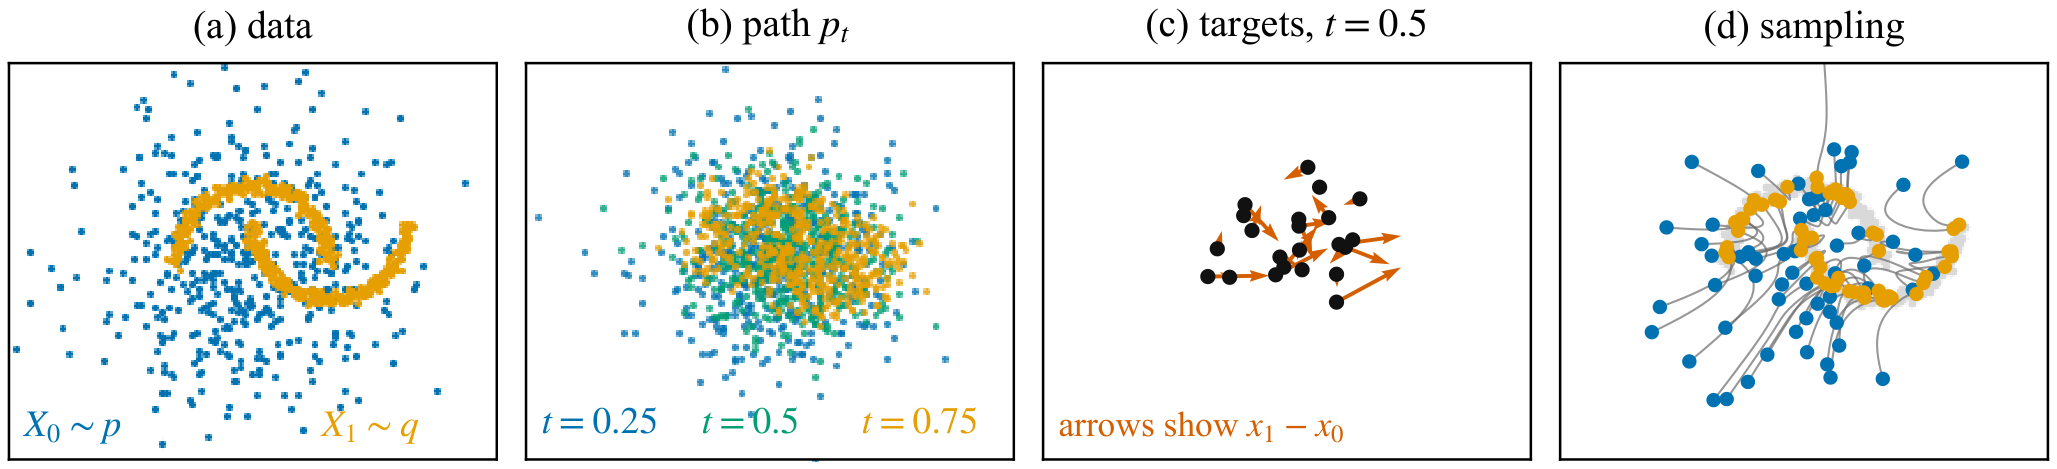 (a) data
(b) path pₜ
(c) targets, t = 0.5
(d) sampling
X₀ ~ p
X₁ ~ q
t = 0.25
t = 0.5
t = 0.75
arrows show x₁ − x₀